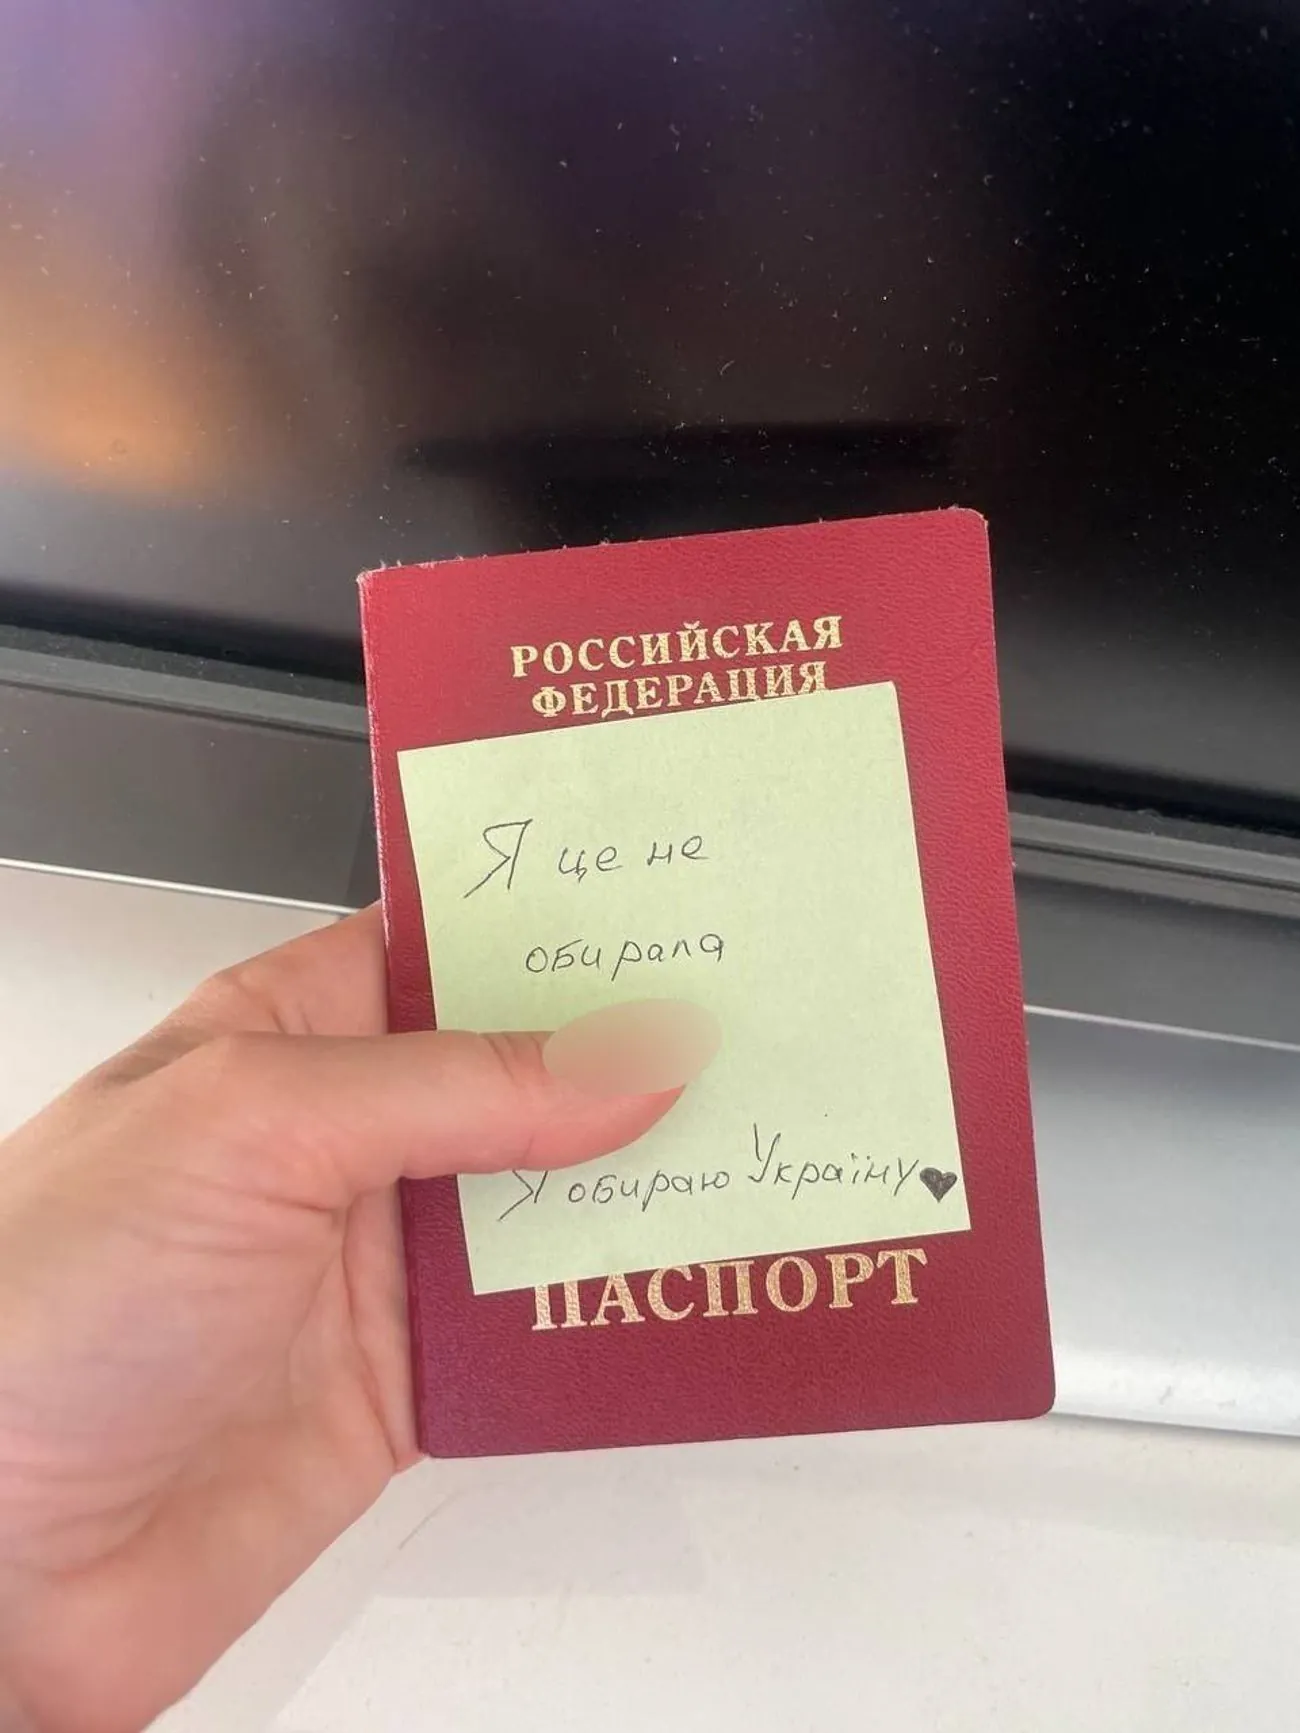 РОССИЙСКАЯ
ФЕДЕРАЦИЯ
Я це не
обирала
Я обираю Україну
ПАСПОРТ